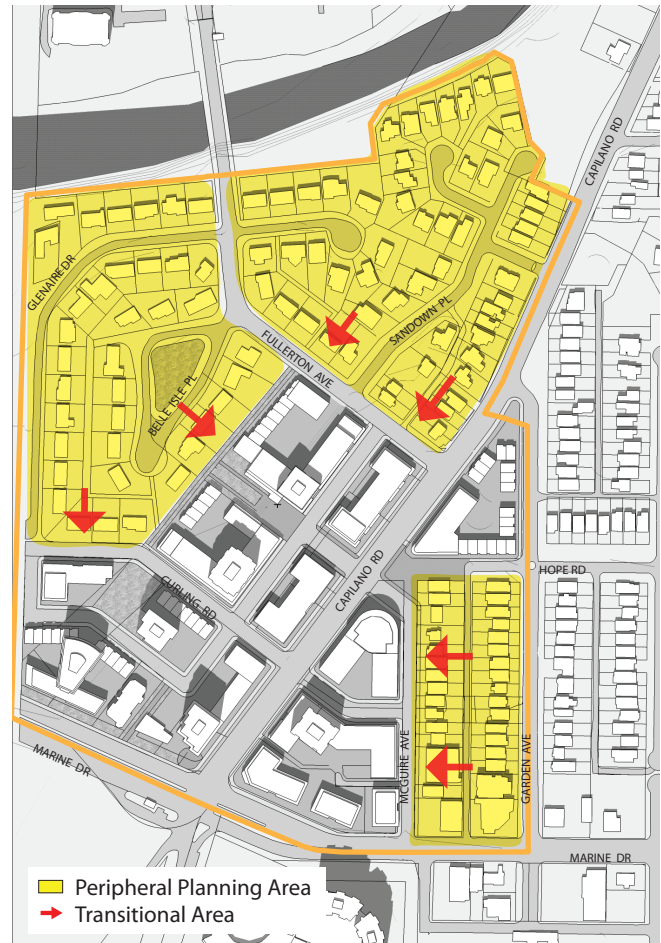 CAPILANO RD
GLENAIRE DR
SANDOWN PL
FULLERTON AVE
BELLE ISLE PL
HOPE RD
CAPILANO RD
CURLING RD
MCGUIRE AVE
GARDEN AVE
MARINE DR
MARINE DR
Peripheral Planning Area
Transitional Area